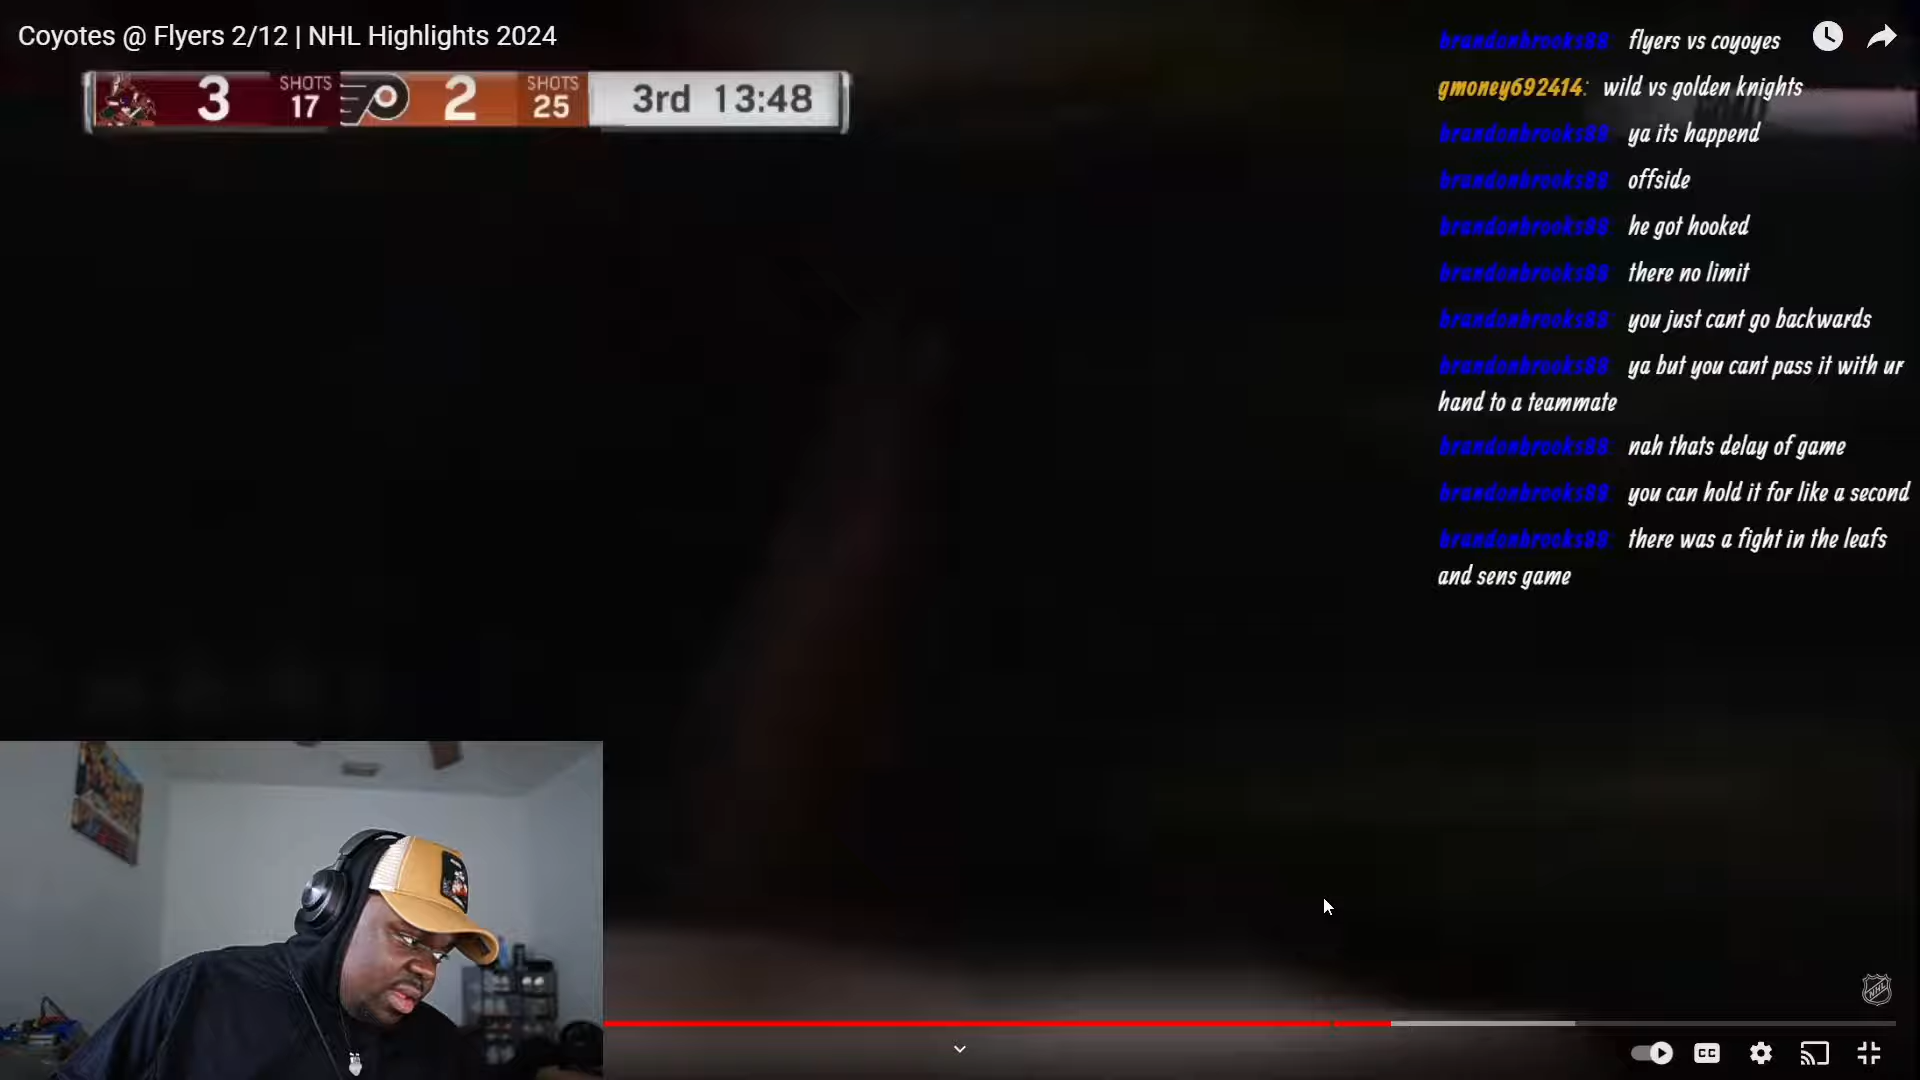 Coyotes @ Flyers 2/12 | NHL Highlights 2024
3 SHOTS 17 2 SHOTS 25 3rd 13:48
brandonbrooks88: flyers vs coyoyes
gmoney692414: wild vs golden knights
brandonbrooks88: ya its happend
brandonbrooks88: offside
brandonbrooks88: he got hooked
brandonbrooks88: there no limit
brandonbrooks88: you just cant go backwards
brandonbrooks88: ya but you cant pass it with ur
hand to a teammate
brandonbrooks88: nah thats delay of game
brandonbrooks88: you can hold it for like a second
brandonbrooks88: there was a fight in the leafs
and sens game
NHL
CC